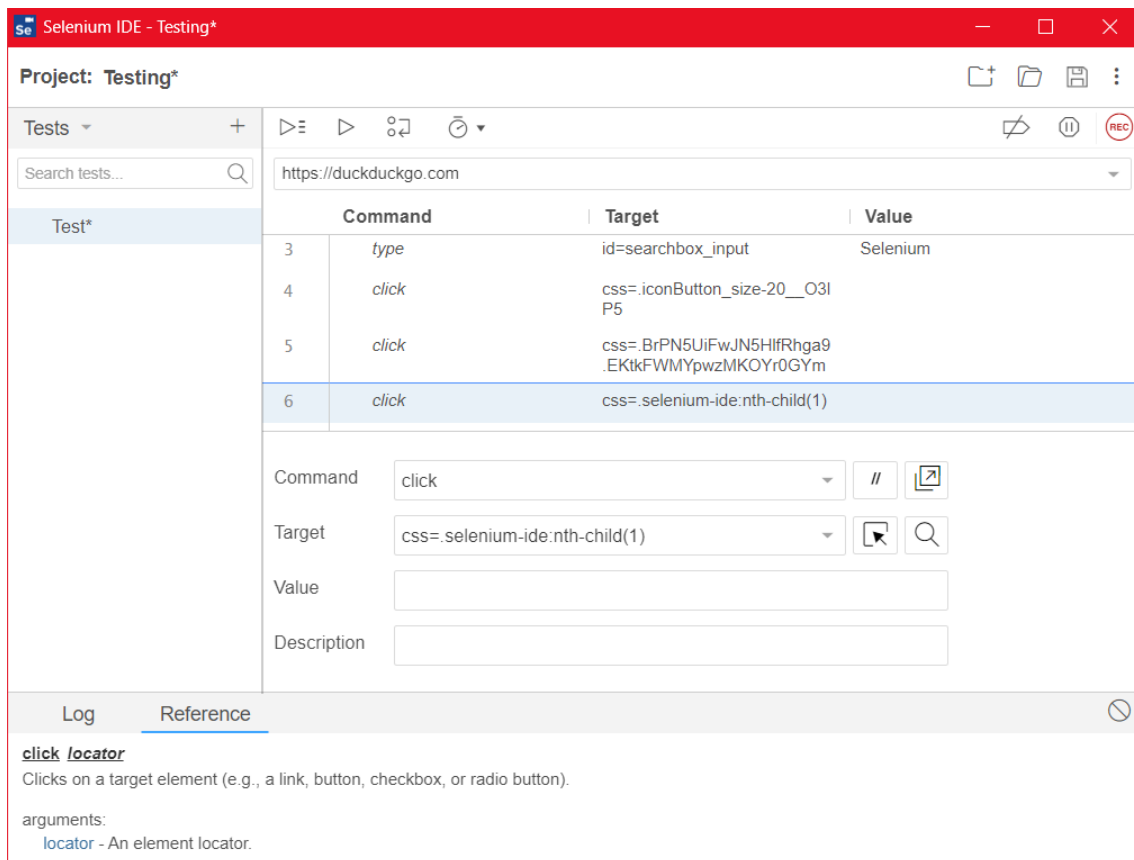 Se Selenium IDE - Testing*
Project: Testing*
Tests
Search tests...
Test*
REC
https://duckduckgo.com
Command Target Value
3 type id=searchbox_input Selenium
4 click css=.iconButton_size-20__O3l
P5
5 click css=.BrPN5UiFwJN5HlfRhga9
.EKtkFWMYpwzMKOYr0GYm
6 click css=.selenium-ide:nth-child(1)
Command click //
Target css=.selenium-ide:nth-child(1)
Value
Description
Log Reference
click locator
Clicks on a target element (e.g., a link, button, checkbox, or radio button).
arguments:
locator - An element locator.